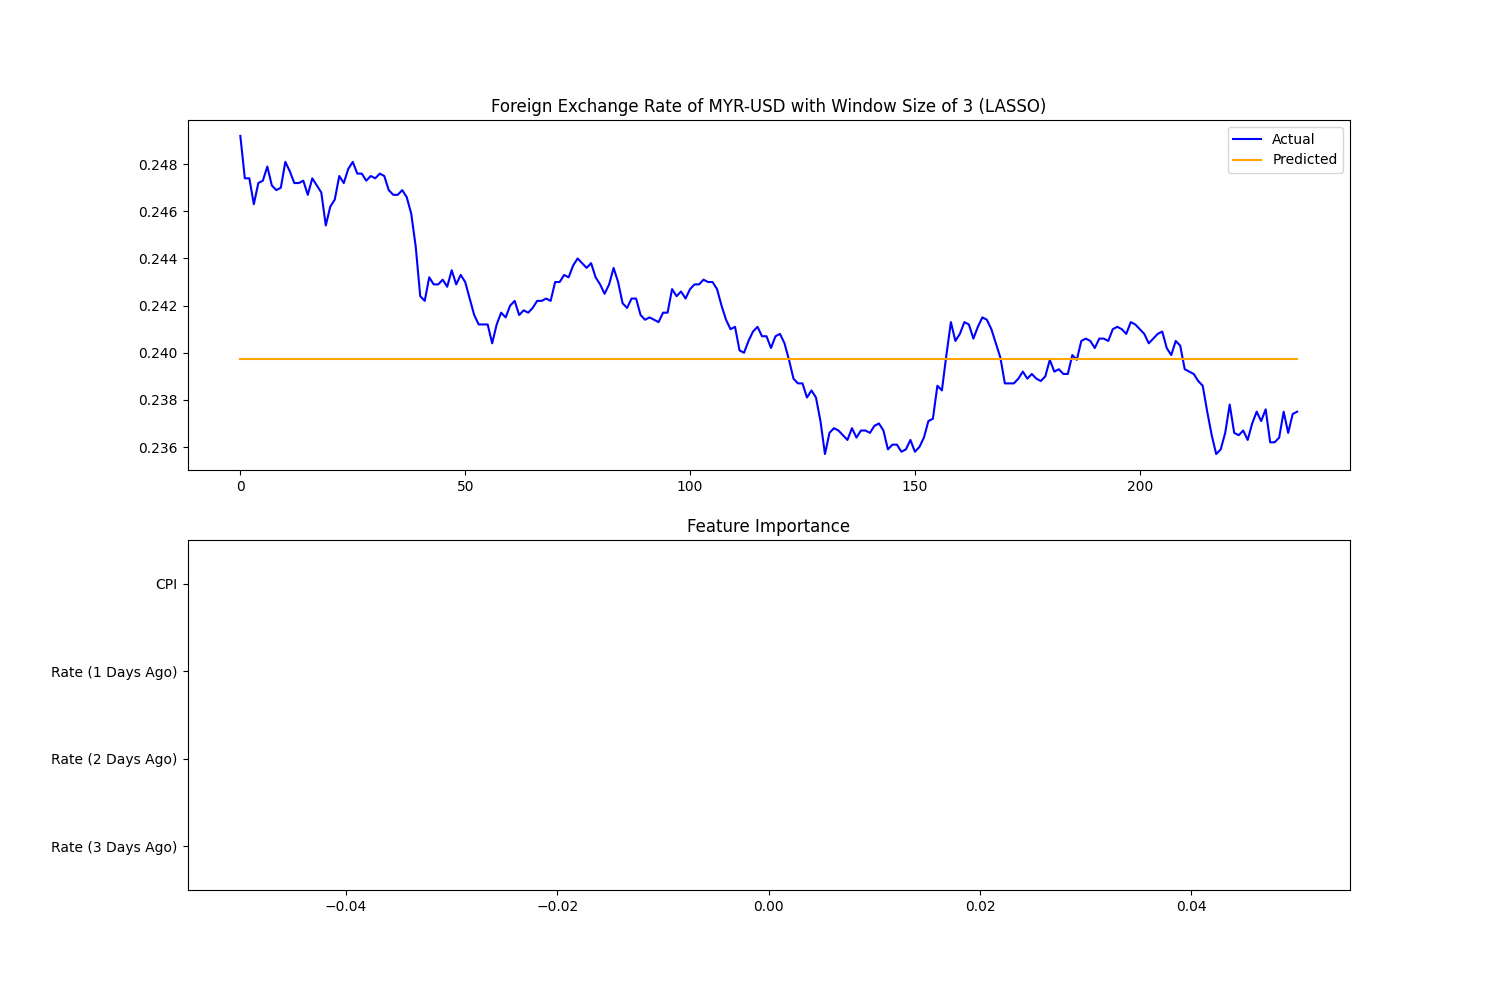 Foreign Exchange Rate of MYR-USD with Window Size of 3 (LASSO)
Actual
Predicted
0.248
0.246
0.244
0.242
0.240
0.238
0.236
0 50 100 150 200
Feature Importance
CPI
Rate (1 Days Ago)
Rate (2 Days Ago)
Rate (3 Days Ago)
−0.04 −0.02 0.00 0.02 0.04